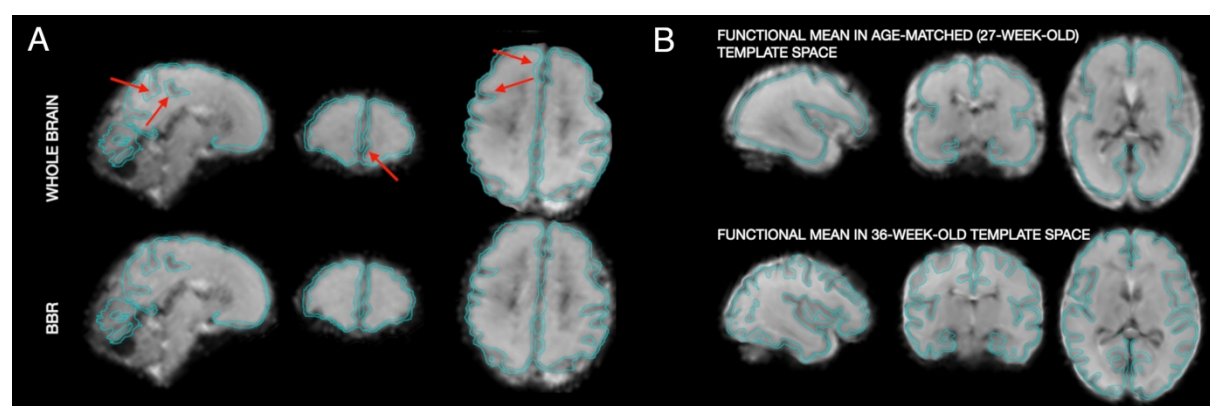 A
WHOLE BRAIN
BBR
B
FUNCTIONAL MEAN IN AGE-MATCHED (27-WEEK-OLD)
TEMPLATE SPACE
FUNCTIONAL MEAN IN 36-WEEK-OLD TEMPLATE SPACE